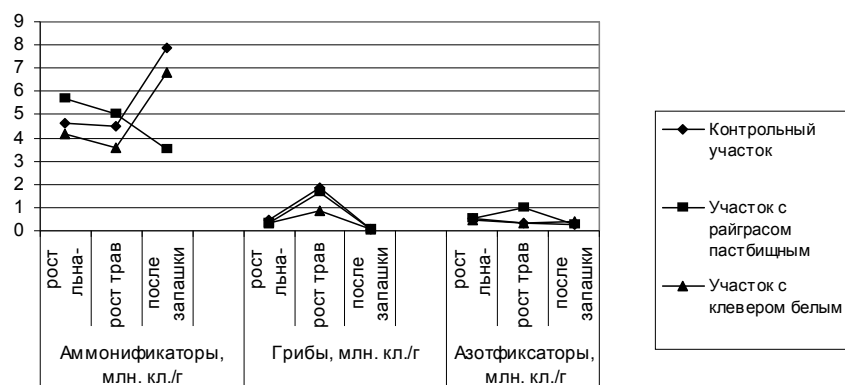 9
8
7
6
5
4
3
2
1
0
рост
льна-
рост трав
после
запашки
рост
льна-
рост трав
после
запашки
рост
льна-
рост трав
после
запашки
Аммонификаторы,
млн. кл./г
Грибы, млн. кл./г
Азотфиксаторы,
млн. кл./г
Контрольный
участок
Участок с
райграсом
пастбищным
Участок с
клевером белым